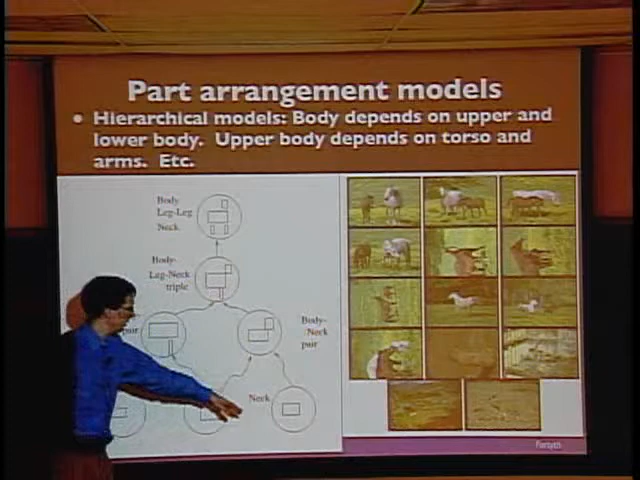 Part arrangement models
• Hierarchical models: Body depends on upper and
lower body. Upper body depends on torso and
arms. Etc.
Body
Leg-Leg
Neck
Body-
Leg-Neck
triple
pair
Body-
Neck
pair
Neck
Forsyth